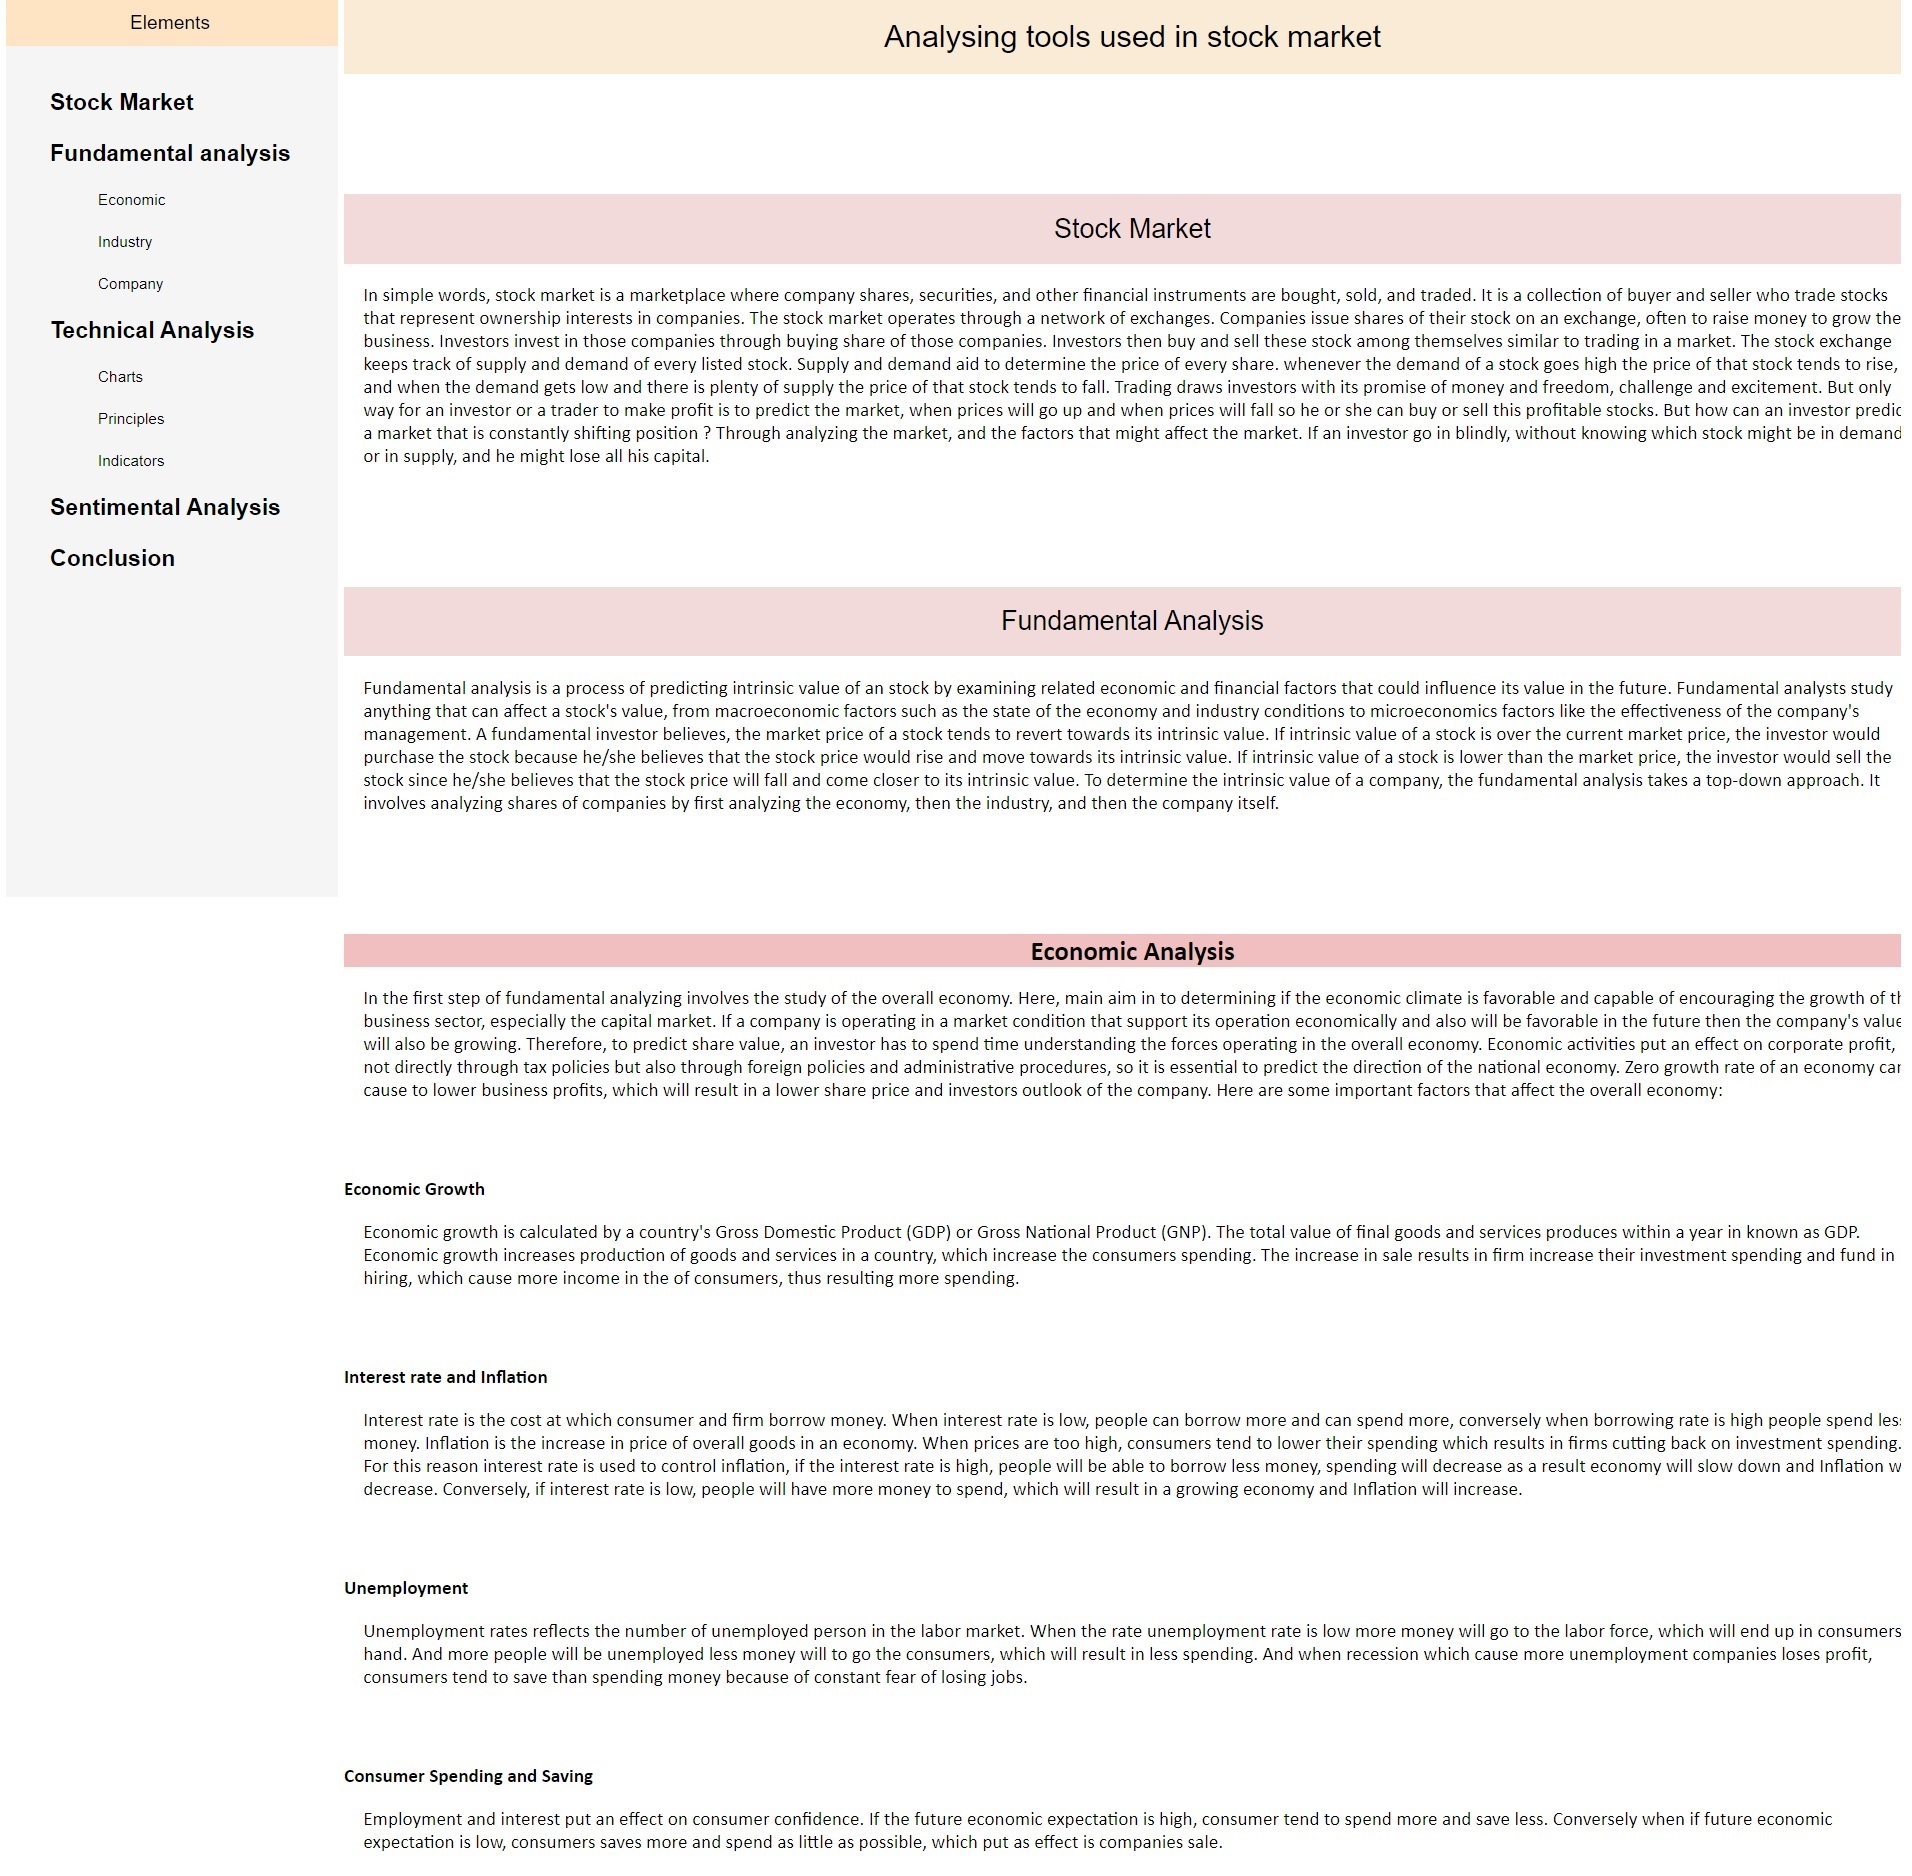 Elements
Stock Market
Fundamental analysis
Economic
Industry
Company
Technical Analysis
Charts
Principles
Indicators
Sentimental Analysis
Conclusion
Analysing tools used in stock market
Stock Market
In simple words, stock market is a marketplace where company shares, securities, and other financial instruments are bought, sold, and traded. It is a collection of buyer and seller who trade stocks
that represent ownership interests in companies. The stock market operates through a network of exchanges. Companies issue shares of their stock on an exchange, often to raise money to grow the
business. Investors invest in those companies through buying share of those companies. Investors then buy and sell these stock among themselves similar to trading in a market. The stock exchange
keeps track of supply and demand of every listed stock. Supply and demand aid to determine the price of every share. whenever the demand of a stock goes high the price of that stock tends to rise,
and when the demand gets low and there is plenty of supply the price of that stock tends to fall. Trading draws investors with its promise of money and freedom, challenge and excitement. But only
way for an investor or a trader to make profit is to predict the market, when prices will go up and when prices will fall so he or she can buy or sell this profitable stocks. But how can an investor predic
a market that is constantly shifting position ? Through analyzing the market, and the factors that might affect the market. If an investor go in blindly, without knowing which stock might be in demand
or in supply, and he might lose all his capital.
Fundamental Analysis
Fundamental analysis is a process of predicting intrinsic value of an stock by examining related economic and financial factors that could influence its value in the future. Fundamental analysts study
anything that can affect a stock's value, from macroeconomic factors such as the state of the economy and industry conditions to microeconomics factors like the effectiveness of the company's
management. A fundamental investor believes, the market price of a stock tends to revert towards its intrinsic value. If intrinsic value of a stock is over the current market price, the investor would
purchase the stock because he/she believes that the stock price would rise and move towards its intrinsic value. If intrinsic value of a stock is lower than the market price, the investor would sell the
stock since he/she believes that the stock price will fall and come closer to its intrinsic value. To determine the intrinsic value of a company, the fundamental analysis takes a top-down approach. It
involves analyzing shares of companies by first analyzing the economy, then the industry, and then the company itself.
Economic Analysis
In the first step of fundamental analyzing involves the study of the overall economy. Here, main aim in to determining if the economic climate is favorable and capable of encouraging the growth of th
business sector, especially the capital market. If a company is operating in a market condition that support its operation economically and also will be favorable in the future then the company's value
will also be growing. Therefore, to predict share value, an investor has to spend time understanding the forces operating in the overall economy. Economic activities put an effect on corporate profit,
not directly through tax policies but also through foreign policies and administrative procedures, so it is essential to predict the direction of the national economy. Zero growth rate of an economy can
cause to lower business profits, which will result in a lower share price and investors outlook of the company. Here are some important factors that affect the overall economy:
Economic Growth
Economic growth is calculated by a country's Gross Domestic Product (GDP) or Gross National Product (GNP). The total value of final goods and services produces within a year in known as GDP.
Economic growth increases production of goods and services in a country, which increase the consumers spending. The increase in sale results in firm increase their investment spending and fund in
hiring, which cause more income in the of consumers, thus resulting more spending.
Interest rate and Inflation
Interest rate is the cost at which consumer and firm borrow money. When interest rate is low, people can borrow more and can spend more, conversely when borrowing rate is high people spend less
money. Inflation is the increase in price of overall goods in an economy. When prices are too high, consumers tend to lower their spending which results in firms cutting back on investment spending.
For this reason interest rate is used to control inflation, if the interest rate is high, people will be able to borrow less money, spending will decrease as a result economy will slow down and Inflation w
decrease. Conversely, if interest rate is low, people will have more money to spend, which will result in a growing economy and Inflation will increase.
Unemployment
Unemployment rates reflects the number of unemployed person in the labor market. When the rate unemployment rate is low more money will go to the labor force, which will end up in consumers
hand. And more people will be unemployed less money will to go the consumers, which will result in less spending. And when recession which cause more unemployment companies loses profit,
consumers tend to save than spending money because of constant fear of losing jobs.
Consumer Spending and Saving
Employment and interest put an effect on consumer confidence. If the future economic expectation is high, consumer tend to spend more and save less. Conversely when if future economic
expectation is low, consumers saves more and spend as little as possible, which put as effect is companies sale.